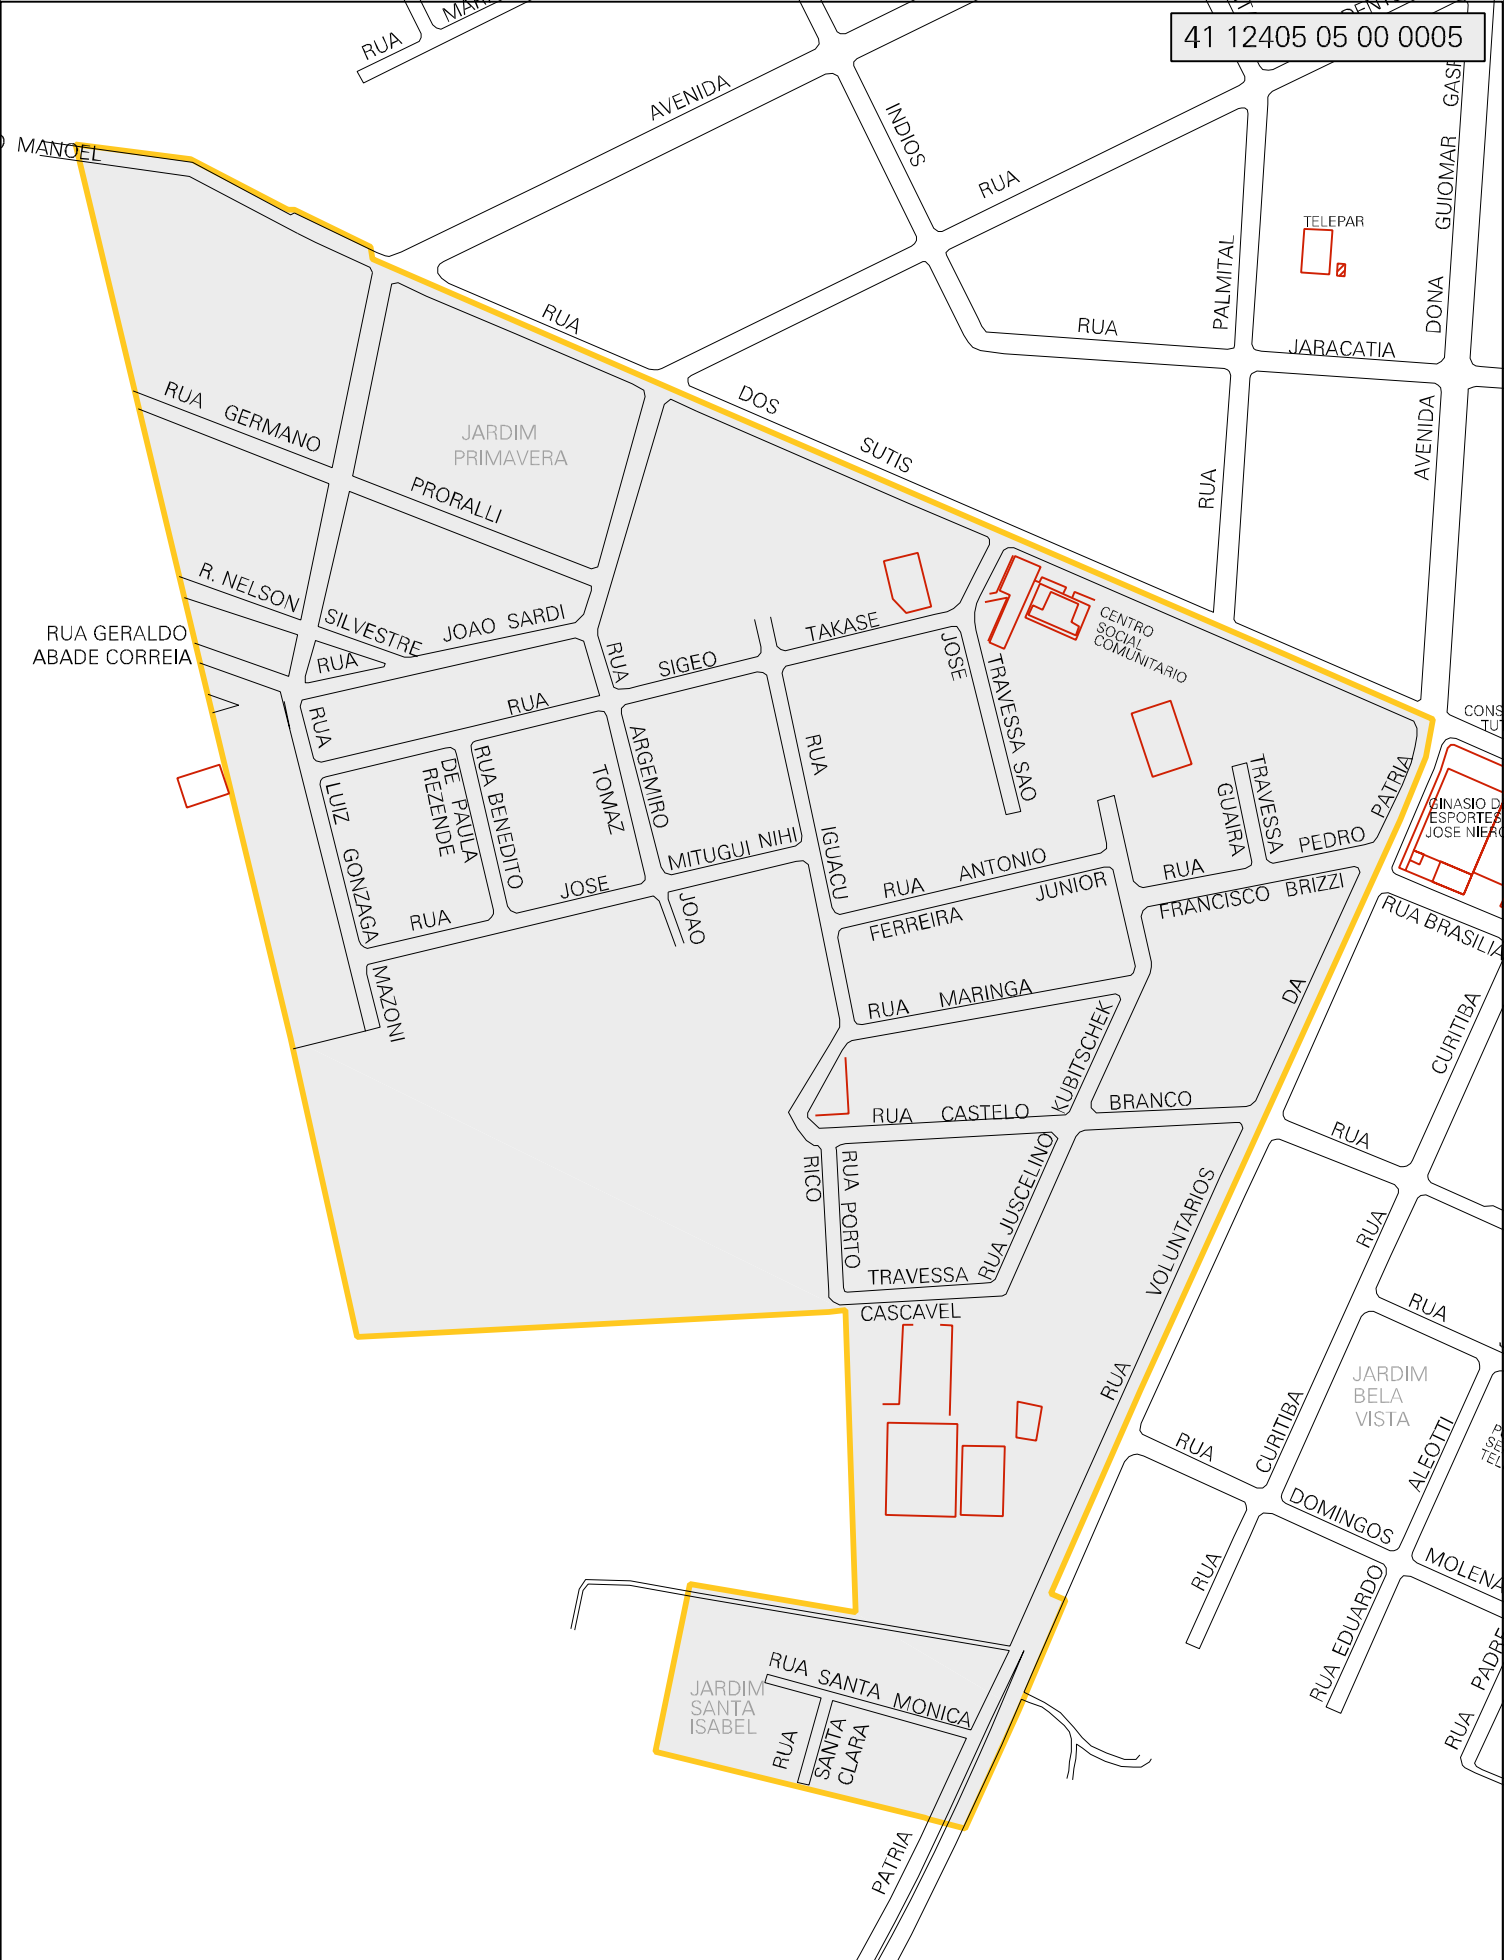 41 12405 05 00 0005
RUA
AVENIDA
INDIOS
RUA
GUIOMAR
MANOEL
TELEPAR
PALMITAL
DONA
RUA
RUA
JARACATIA
DOS
SUTIS
AVENIDA
RUA
RUA GERMANO
PRORALLI
JARDIM
PRIMAVERA
R. NELSON
SILVESTRE
JOAO SARDI
RUA GERALDO
ABADE CORREIA
RUA
RUA
SIGEO
TAKASE
JOSE
TRAVESSA SAO
CENTRO
SOCIAL
COMUNITARIO
RUA
RUA
LUIZ GONZAGA
MAZONI
DE PAULA
REZENDE
RUA BENEDITO
TOMAZ
ARGEMIRO
RUA
IGUACU
MITUGUI NIHI
JOSE
RUA
JOAO
RUA ANTONIO
FERREIRA
JUNIOR
TRAVESSA
GUAIRA
RUA
PEDRO
FRANCISCO BRIZZI
PATRIA
DA
VOLUNTARIOS
RUA
GINASIO D
ESPORTES
JOSE NIER
RUA BRASILIA
CURITIBA
RUA MARINGA
KUBITSCHEK
RUA CASTELO
BRANCO
RICO
RUA PORTO
RUA JUSCELINO
TRAVESSA
CASCAVEL
RUA
RUA
CURITIBA
RUA
JARDIM
BELA
VISTA
RUA
ALEOTTI
DOMINGOS
MOLENA
RUA
RUA EDUARDO
PADRE
RUA
RUA SANTA MONICA
JARDIM
SANTA
ISABEL
RUA
SANTA
CLARA
PATRIA